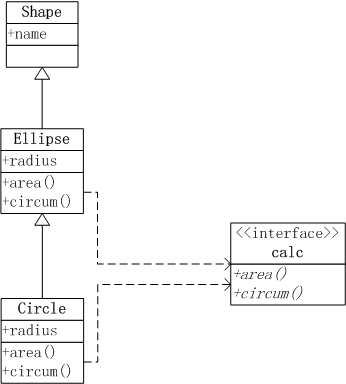 Shape
+name
Ellipse
+radius
+area()
+circum()
<<interface>>
calc
+area()
+circum()
Circle
+radius
+area()
+circum()